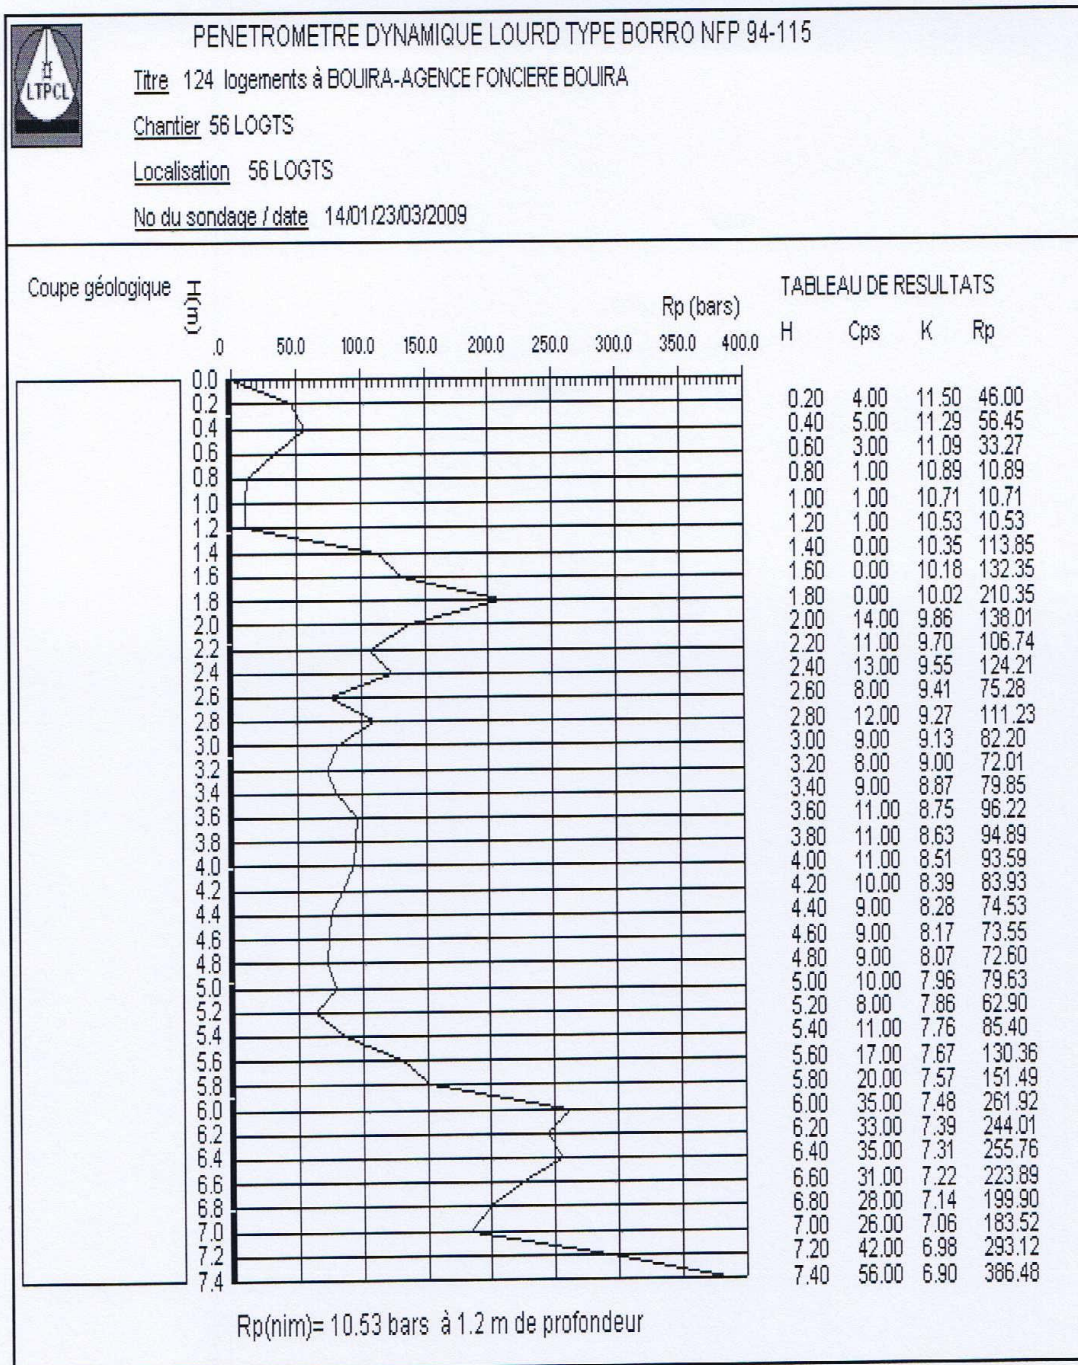 PENETROMETRE DYNAMIQUE LOURD TYPE BORRO NFP 94-115
LTPCL
Titre 124 logements à BOUIRA-AGENCE FONCIERE BOUIRA
Chantier 56 LOGTS
Localisation 56 LOGTS
No du sondage / date 14/01/23/03/2009
Coupe géologique
H(m)
Rp (bars)
.0 50.0 100.0 150.0 200.0 250.0 300.0 350.0 400.0
0.0
0.2
0.4
0.6
0.8
1.0
1.2
1.4
1.6
1.8
2.0
2.2
2.4
2.6
2.8
3.0
3.2
3.4
3.6
3.8
4.0
4.2
4.4
4.6
4.8
5.0
5.2
5.4
5.6
5.8
6.0
6.2
6.4
6.6
6.8
7.0
7.2
7.4
TABLEAU DE RESULTATS
H Cps K Rp
0.20 4.00 11.50 46.00
0.40 5.00 11.29 56.45
0.60 3.00 11.09 33.27
0.80 1.00 10.89 10.89
1.00 1.00 10.71 10.71
1.20 1.00 10.53 10.53
1.40 0.00 10.35 113.85
1.60 0.00 10.18 132.35
1.80 0.00 10.02 210.35
2.00 14.00 9.86 138.01
2.20 11.00 9.70 106.74
2.40 13.00 9.55 124.21
2.60 8.00 9.41 75.28
2.80 12.00 9.27 111.23
3.00 9.00 9.13 82.20
3.20 8.00 9.00 72.01
3.40 9.00 8.87 79.85
3.60 11.00 8.75 96.22
3.80 11.00 8.63 94.89
4.00 11.00 8.51 93.59
4.20 10.00 8.39 83.93
4.40 9.00 8.28 74.53
4.60 9.00 8.17 73.55
4.80 9.00 8.07 72.60
5.00 10.00 7.96 79.63
5.20 8.00 7.86 62.90
5.40 11.00 7.76 85.40
5.60 17.00 7.67 130.36
5.80 20.00 7.57 151.49
6.00 35.00 7.48 261.92
6.20 33.00 7.39 244.01
6.40 35.00 7.31 255.76
6.60 31.00 7.22 223.89
6.80 28.00 7.14 199.90
7.00 26.00 7.06 183.52
7.20 42.00 6.98 293.12
7.40 56.00 6.90 386.48
Rp(nim)= 10.53 bars à 1.2 m de profondeur